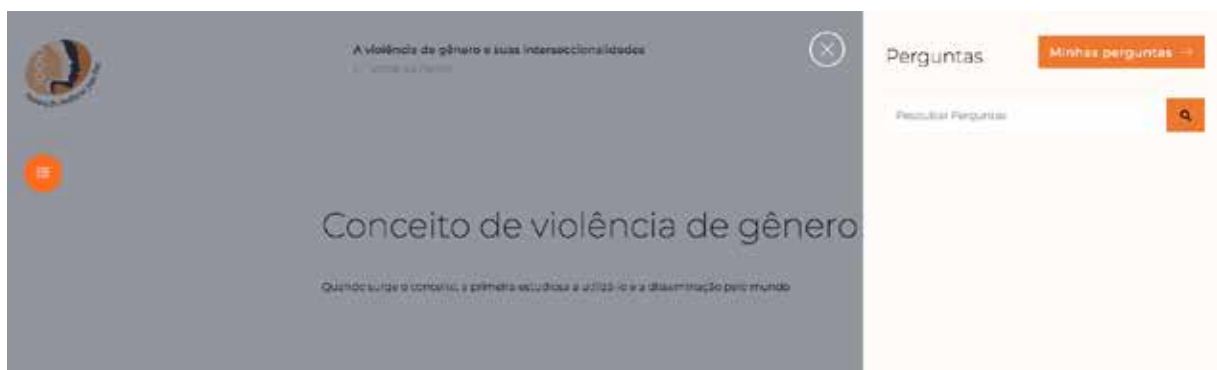 A violência de gênero e suas interseccionalidades
Conceito de violência de gênero
Quando surge o conceito, a primeira estudiosa a utilizá-lo e a disseminação pelo mundo
Perguntas
Minhas perguntas →
Pesquisar Perguntas